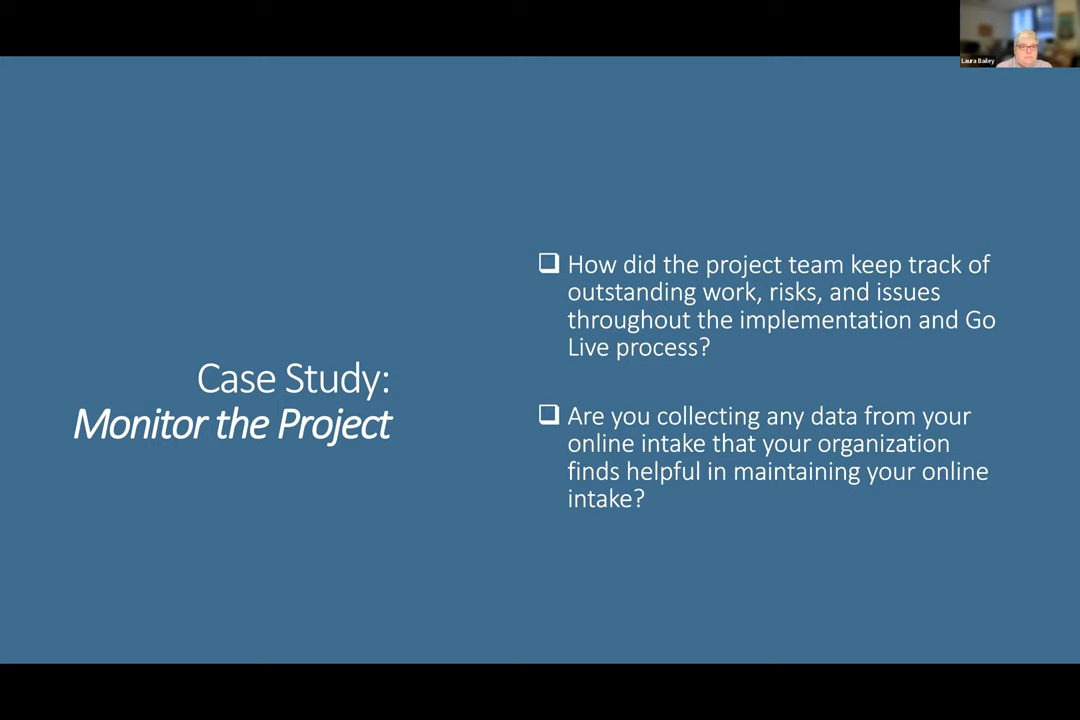 Laura Bailey
Case Study:
Monitor the Project
How did the project team keep track of
outstanding work, risks, and issues
throughout the implementation and Go
Live process?
Are you collecting any data from your
online intake that your organization
finds helpful in maintaining your online
intake?